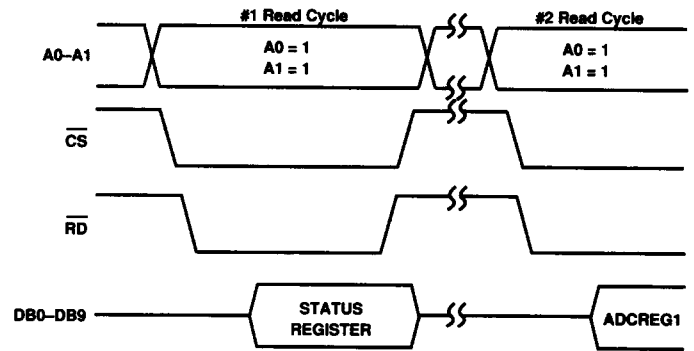 #1 Read Cycle
#2 Read Cycle
A0–A1
A0 = 1
A1 = 1
A0 = 1
A1 = 1
CS
RD
DB0–DB9
STATUS
REGISTER
ADCREG1